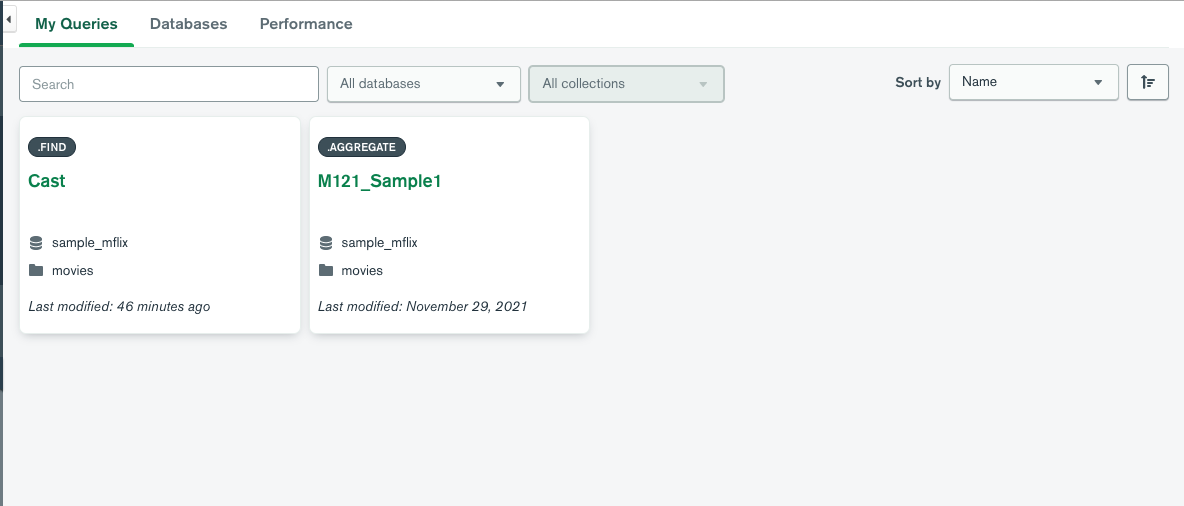 My Queries Databases Performance
Search All databases All collections Sort by Name
.FIND .AGGREGATE
Cast M121_Sample1
sample_mflix sample_mflix
movies movies
Last modified: 46 minutes ago Last modified: November 29, 2021